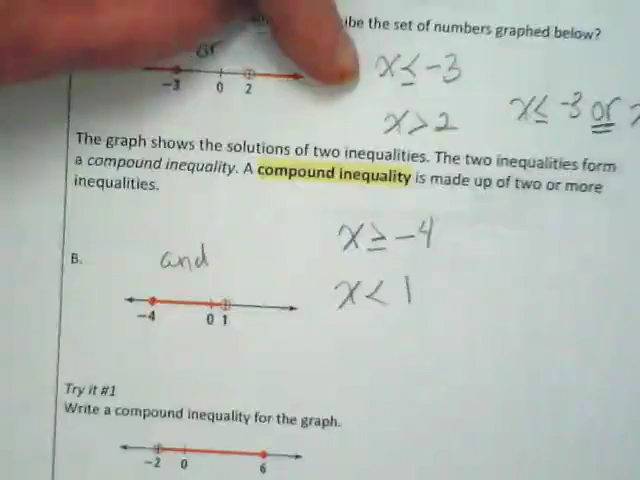 ibe the set of numbers graphed below?
or
-3 0 2
x ≤ -3
x > 2
x ≤ -3 or
The graph shows the solutions of two inequalities. The two inequalities form
a compound inequality. A compound inequality is made up of two or more
inequalities.
x ≥ -4
B.
and
x < 1
-4 0 1
Try it #1
Write a compound inequality for the graph.
-2 0 6